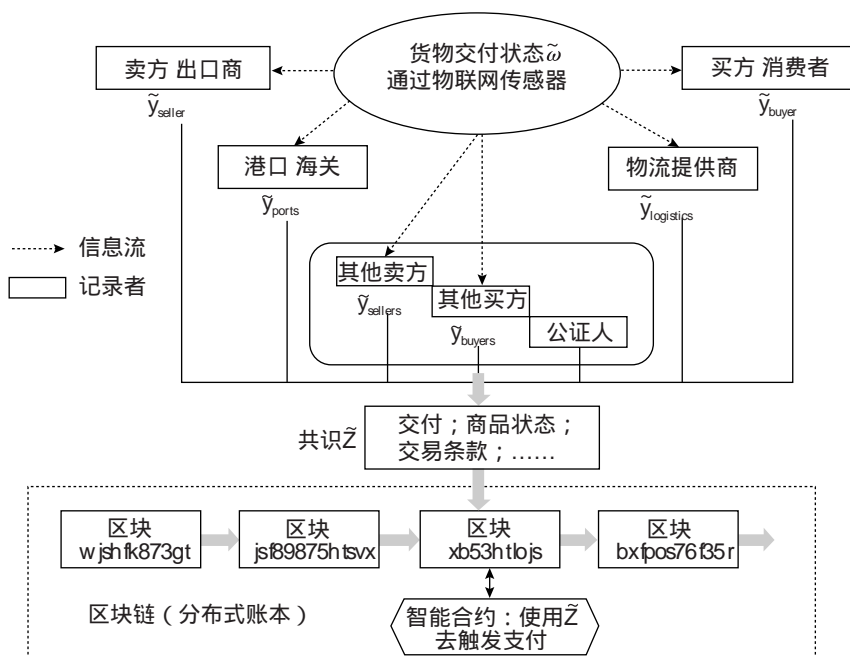 货物交付状态ω̃
通过物联网传感器
卖方 出口商
ỹseller
买方 消费者
ỹbuyer
港口 海关
ỹports
物流提供商
ỹlogistics
信息流
记录者
其他卖方
ỹsellers
其他买方
ỹbuyers
公证人
共识Z̃
交付；商品状态；
交易条款；……
区块
wjshfk873gt
区块
jsf89875htsvx
区块
xb53htlojs
区块
bxfpos76f35r
区块链（分布式账本）
智能合约：使用Z̃
去触发支付